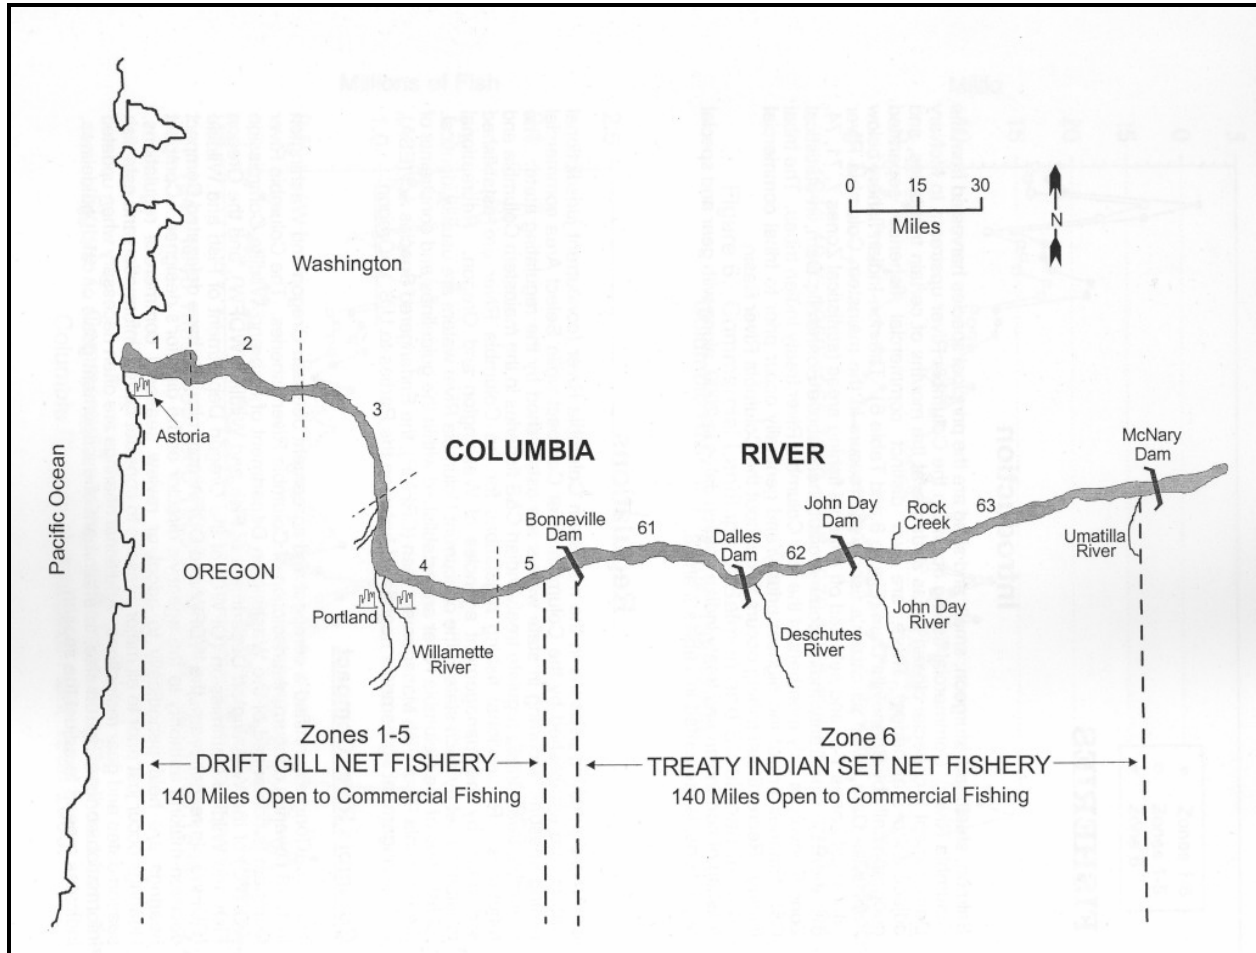 0 15 30
Miles
N
Washington
1
2
3
Astoria
Pacific Ocean
COLUMBIA RIVER
McNary
Dam
Bonneville
Dam
61
John Day
Dam
Rock
Creek
63
Dalles
Dam
62
Umatilla
River
OREGON
4
5
Portland
Willamette
River
John Day
River
Deschutes
River
Zones 1-5
DRIFT GILL NET FISHERY
140 Miles Open to Commercial Fishing
Zone 6
TREATY INDIAN SET NET FISHERY
140 Miles Open to Commercial Fishing